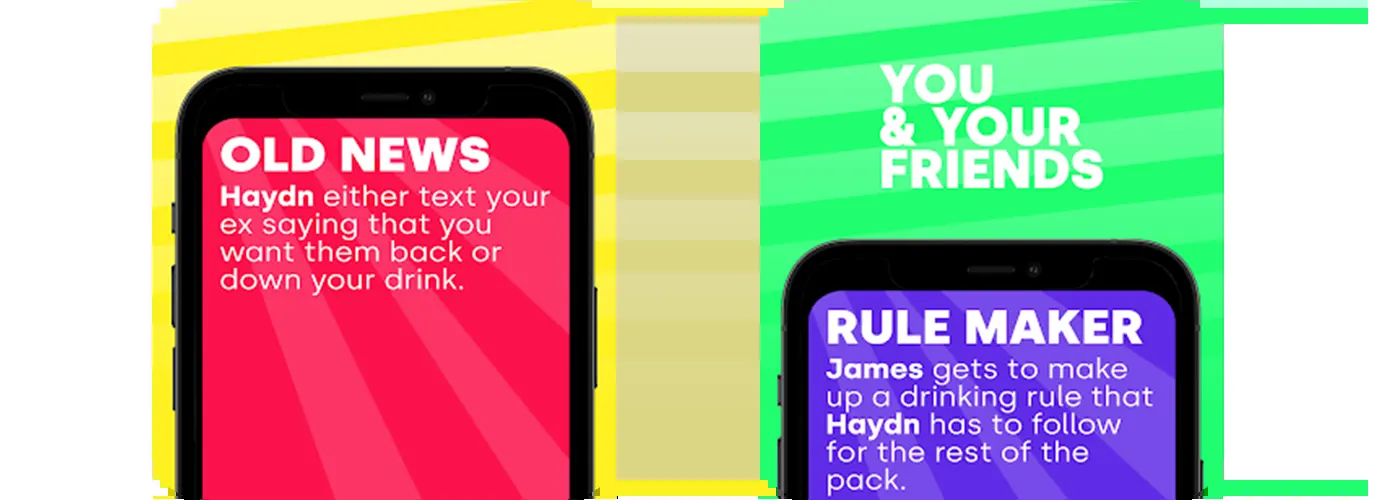 OLD NEWS
Haydn either text your
ex saying that you
want them back or
down your drink.
YOU
& YOUR
FRIENDS
RULE MAKER
James gets to make
up a drinking rule that
Haydn has to follow
for the rest of the
pack.